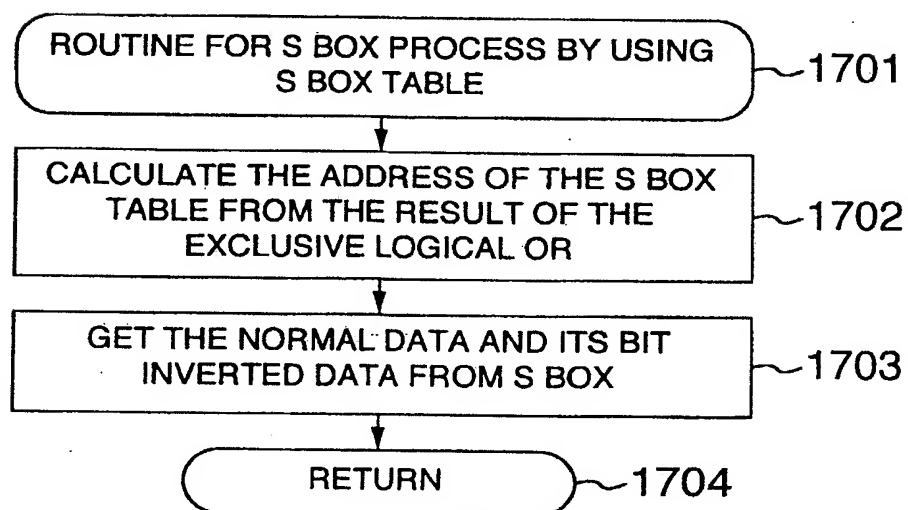 ROUTINE FOR S BOX PROCESS BY USING
S BOX TABLE
1701
CALCULATE THE ADDRESS OF THE S BOX
TABLE FROM THE RESULT OF THE
EXCLUSIVE LOGICAL OR
1702
GET THE NORMAL DATA AND ITS BIT
INVERTED DATA FROM S BOX
1703
RETURN
1704